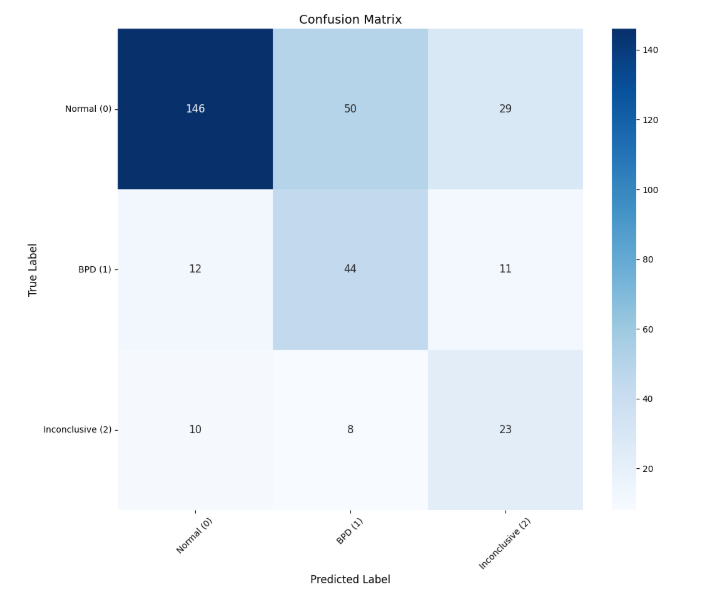 Confusion Matrix
Normal (0)
146
50
29
BPD (1)
12
44
11
Inconclusive (2)
10
8
23
Normal (0)
BPD (1)
Inconclusive (2)
Predicted Label
True Label
140
120
100
80
60
40
20